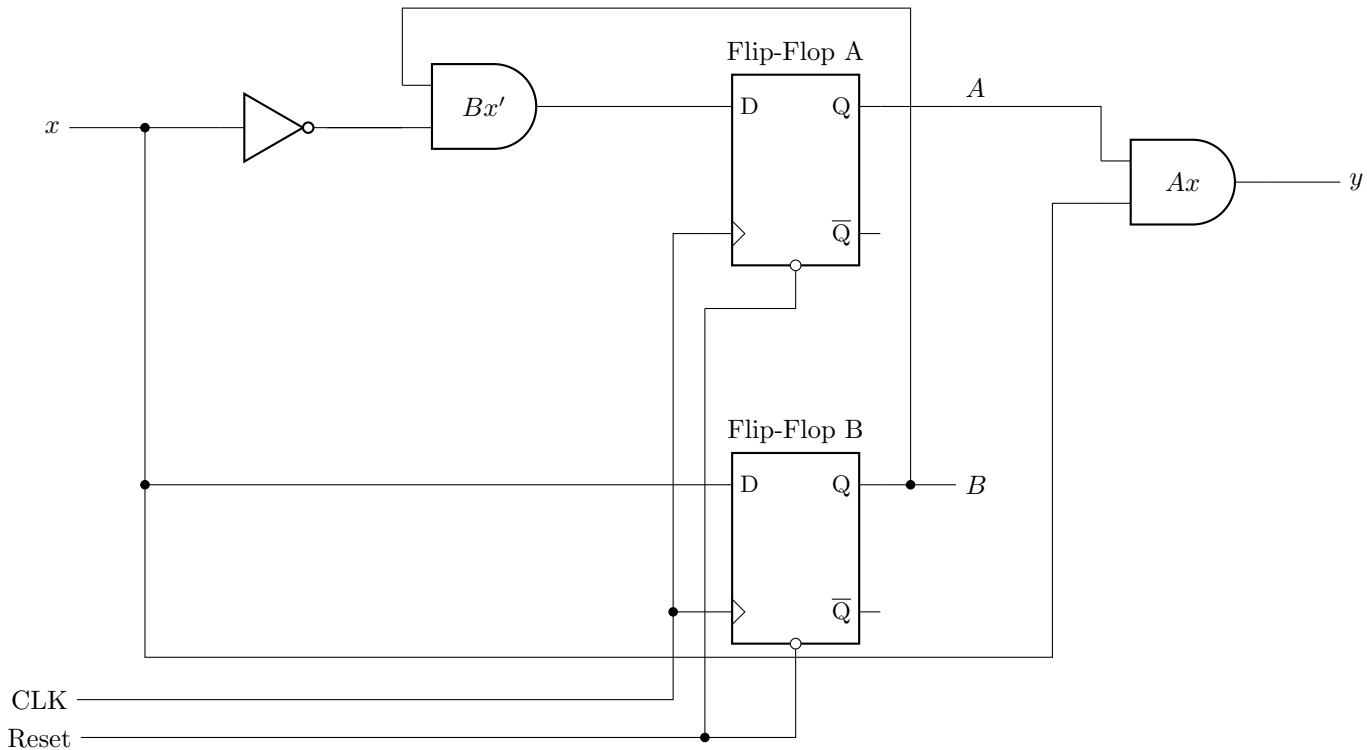 Flip-Flop A
x
Bx′
D
Q
A
Ax
y
Q̅
Flip-Flop B
D
Q
B
Q̅
CLK
Reset